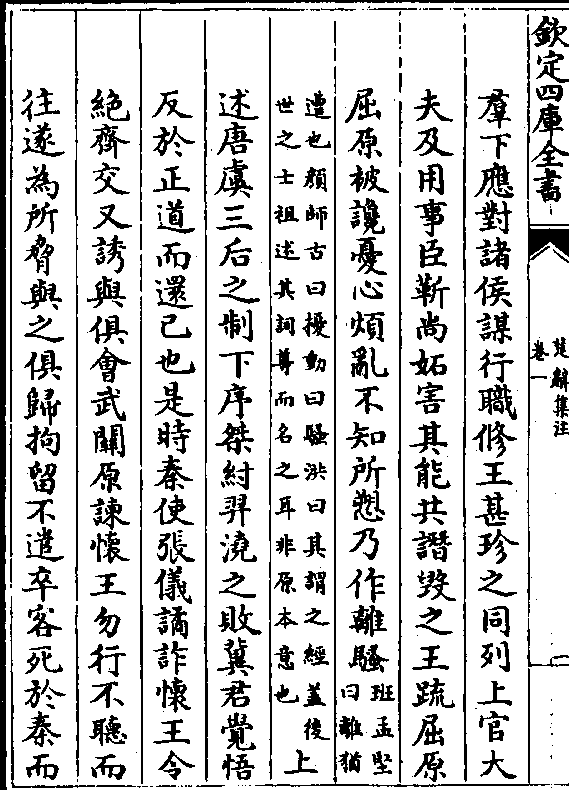 欽定四庫全書
楚辭集注
卷一
一
羣下應對諸侯謀行職修王甚珍之同列上官大
夫及用事臣靳尚妬害其能共譖毀之王疏屈原
屈原被讒憂心煩亂不知所愬乃作離騷班孟堅
曰離猶
遭也顔師古曰擾動曰騷洪曰其謂之經蓋後
世之士祖述其詞尊而名之耳非原本意也
上
述唐虞三后之制下序桀紂羿澆之敗冀君覺悟
反於正道而還己也是時秦使張儀譎詐懷王令
絶齊交又誘與俱會武關原諫懷王勿行不聽而
往遂為所脅與之俱歸拘留不遣卒客死於秦而